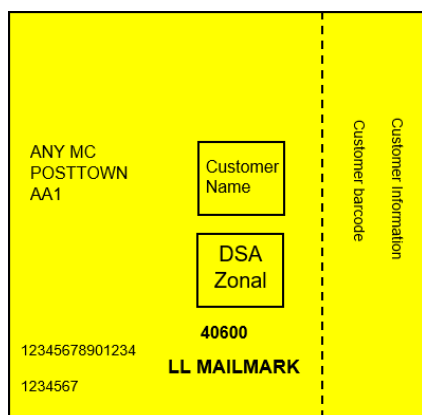 ANY MC
POSTTOWN
AA1
Customer
Name
DSA
Zonal
40600
12345678901234
LL MAILMARK
1234567
Customer barcode
Customer Information